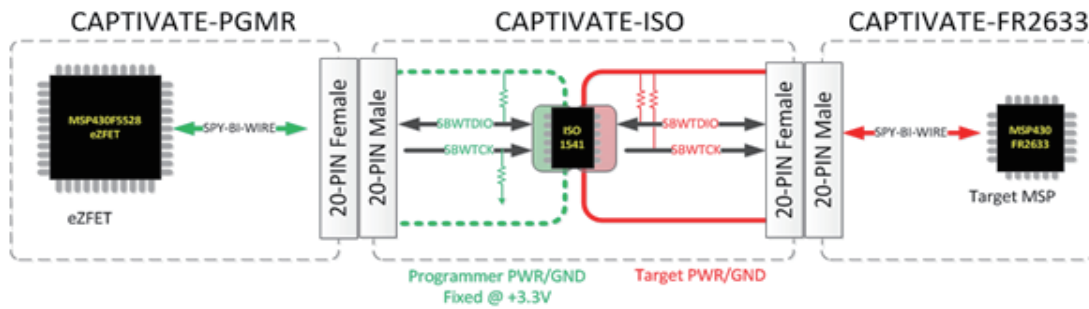 CAPTIVATE-PGMR
CAPTIVATE-ISO
CAPTIVATE-FR2633
MSP430F5528
eZFET
SPY-BI-WIRE
eZFET
20-PIN Female
20-PIN Male
SBWTDIO
SBWTCK
ISO
1541
SBWTDIO
SBWTCK
20-PIN Female
20-PIN Male
SPY-BI-WIRE
MSP430
FR2633
Target MSP
Programmer PWR/GND
Fixed @ +3.3V
Target PWR/GND